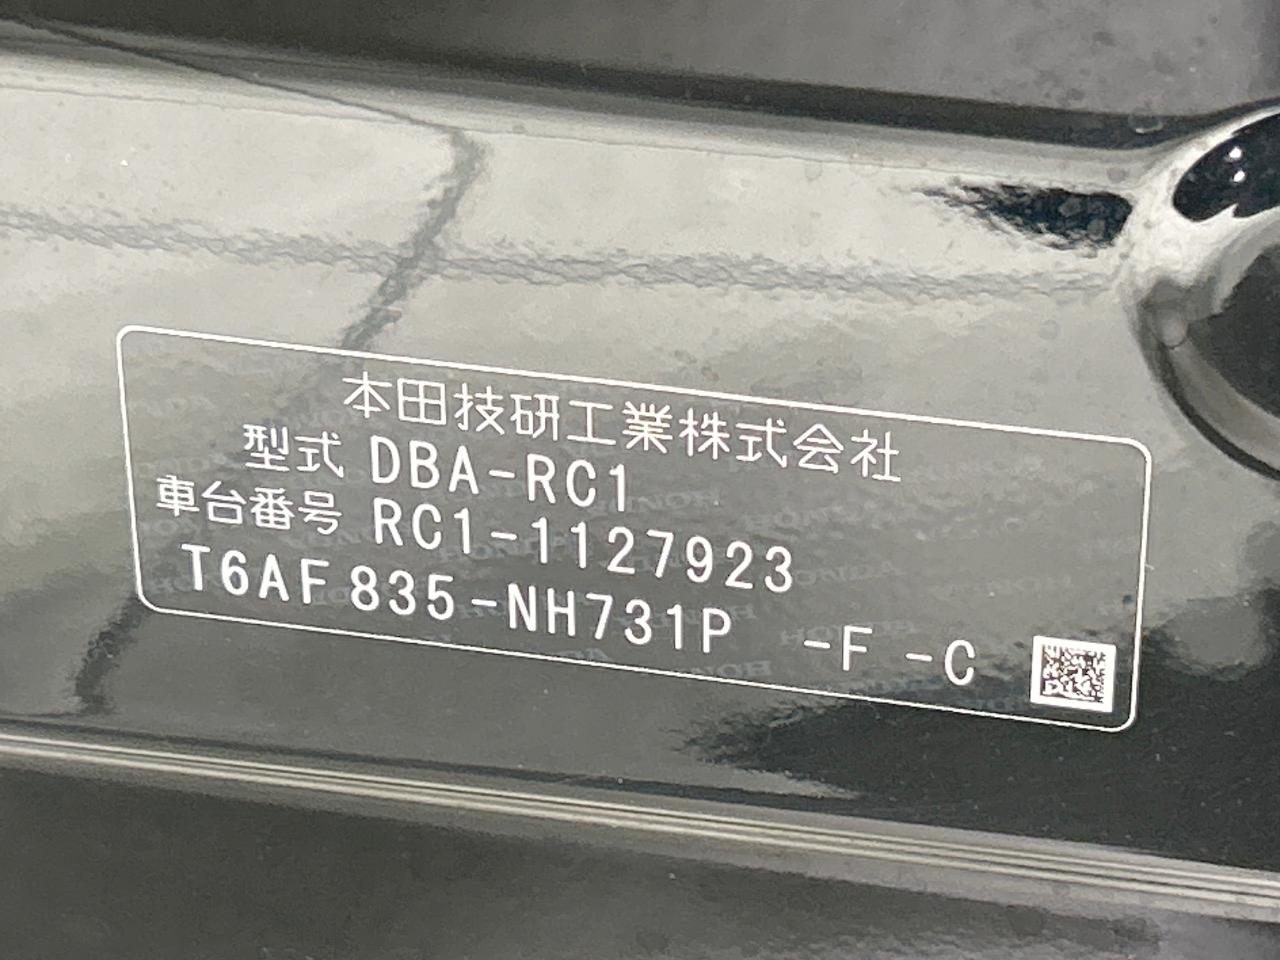 本田技研工業株式会社
型式 DBA-RC1
車台番号 RC1-1127923
T6AF835-NH731P -F -C